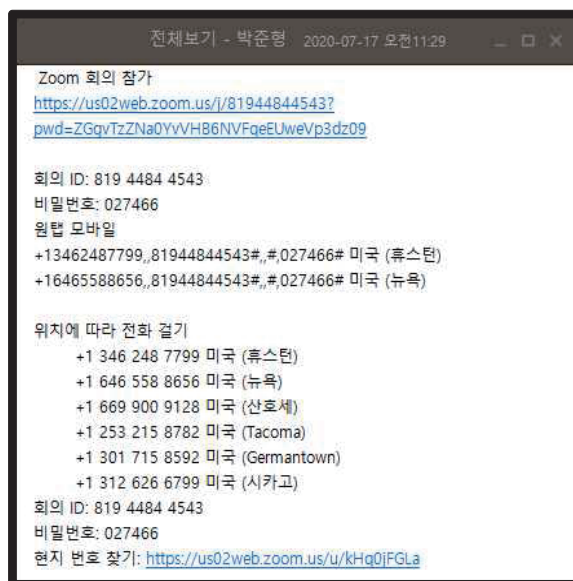 전체보기 - 박준형 2020-07-17 오전11:29
Zoom 회의 참가
https://us02web.zoom.us/j/81944844543?
pwd=ZGgvTzZNa0YvVHB6NVFqeEUweVp3dz09
회의 ID: 819 4484 4543
비밀번호: 027466
원탭 모바일
+13462487799,,81944844543#,,#,027466# 미국 (휴스턴)
+16465588656,,81944844543#,,#,027466# 미국 (뉴욕)
위치에 따라 전화 걸기
+1 346 248 7799 미국 (휴스턴)
+1 646 558 8656 미국 (뉴욕)
+1 669 900 9128 미국 (산호세)
+1 253 215 8782 미국 (Tacoma)
+1 301 715 8592 미국 (Germantown)
+1 312 626 6799 미국 (시카고)
회의 ID: 819 4484 4543
비밀번호: 027466
현지 번호 찾기: https://us02web.zoom.us/u/kHq0jFGLa